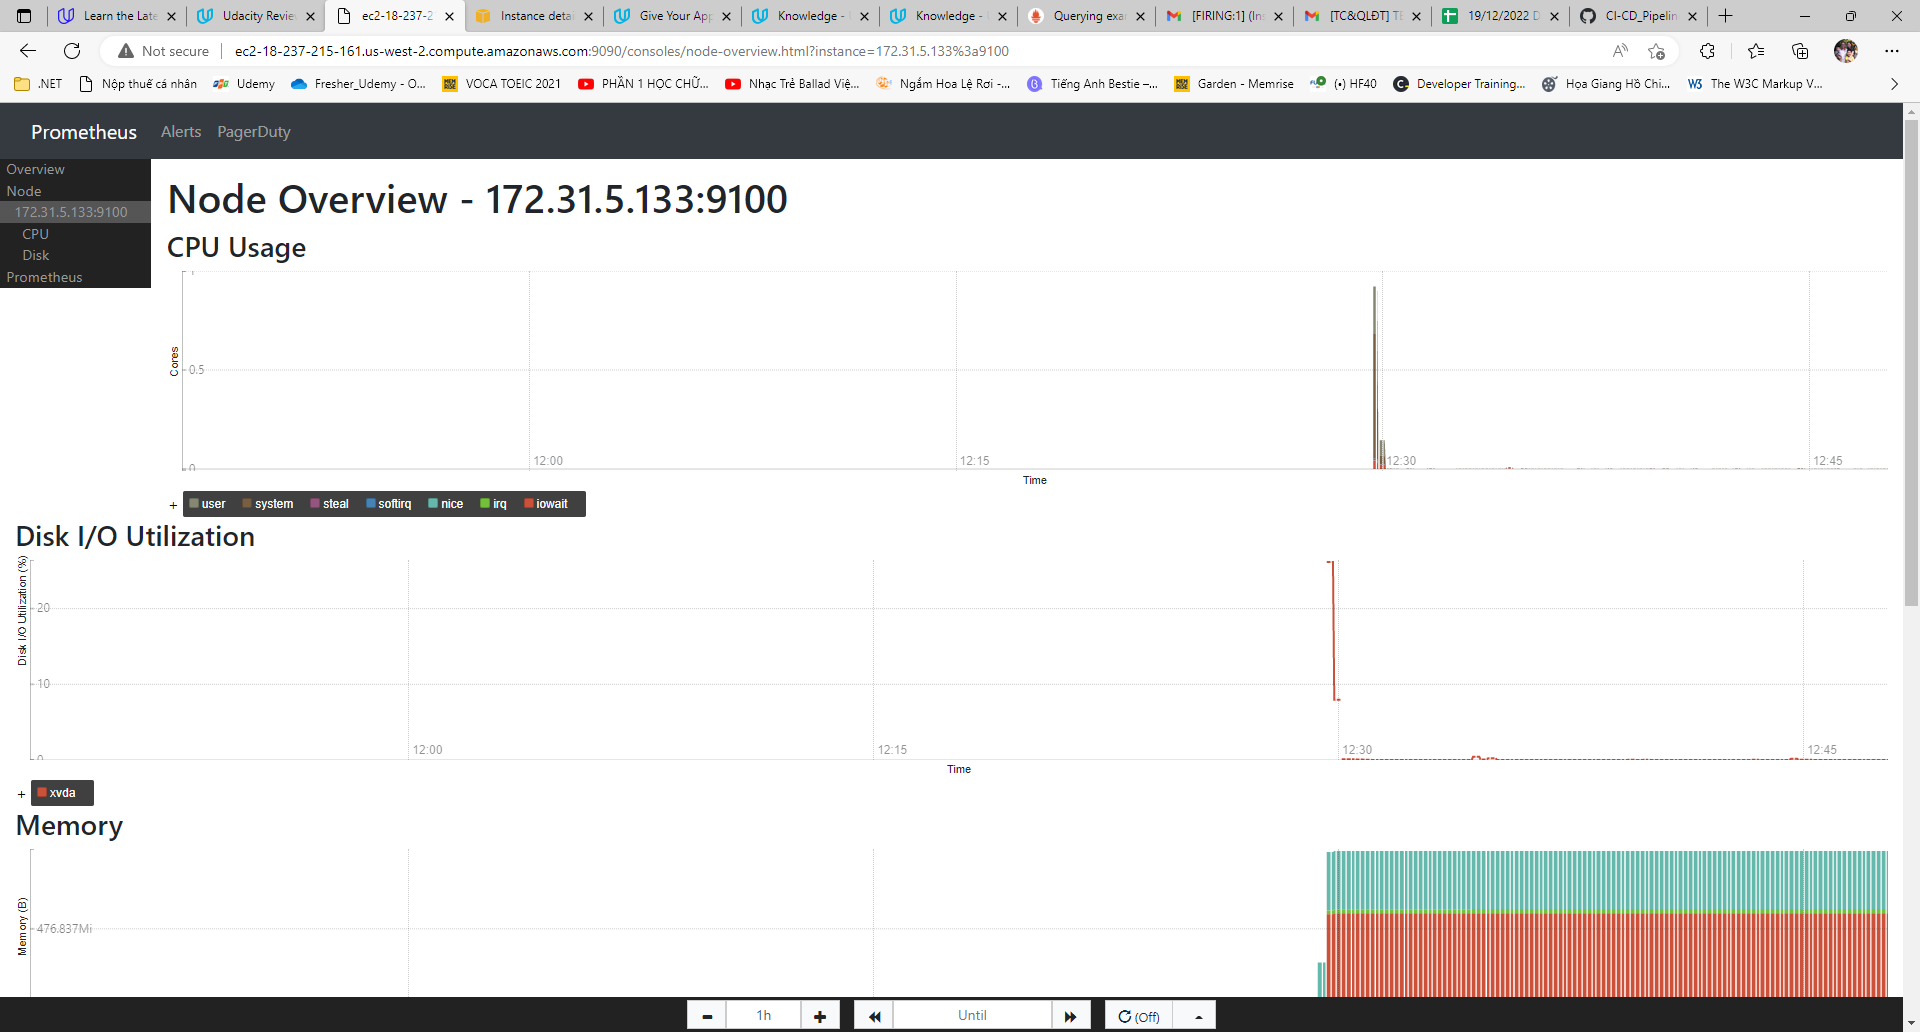 Learn the Late
Udacity Revie
ec2-18-237-2
Instance deta
Give Your App
Knowledge -
Knowledge -
Querying exa
[FIRING:1] (Ins
[TC&QLĐT] TE
19/12/2022 D
CI-CD_Pipelin
Not secure
ec2-18-237-215-161.us-west-2.compute.amazonaws.com:9090/consoles/node-overview.html?instance=172.31.5.133%3a9100
.NET
Nộp thuế cá nhân
Udemy
Fresher_Udemy - O...
VOCA TOEIC 2021
PHẦN 1 HỌC CHỮ...
Nhạc Trẻ Ballad Việ...
Ngắm Hoa Lệ Rơi -...
Tiếng Anh Bestie –...
Garden - Memrise
(•) HF40
Developer Training...
Họa Giang Hồ Chi...
The W3C Markup V...
Prometheus
Alerts
PagerDuty
Overview
Node
172.31.5.133:9100
CPU
Disk
Prometheus
Node Overview - 172.31.5.133:9100
CPU Usage
Cores
1
0.5
0
12:00
12:15
12:30
12:45
Time
+
user
system
steal
softirq
nice
irq
iowait
Disk I/O Utilization
Disk I/O Utilization (%)
20
10
0
12:00
12:15
12:30
12:45
Time
+
xvda
Memory
Memory (B)
476.837Mi
1h
Until
(Off)